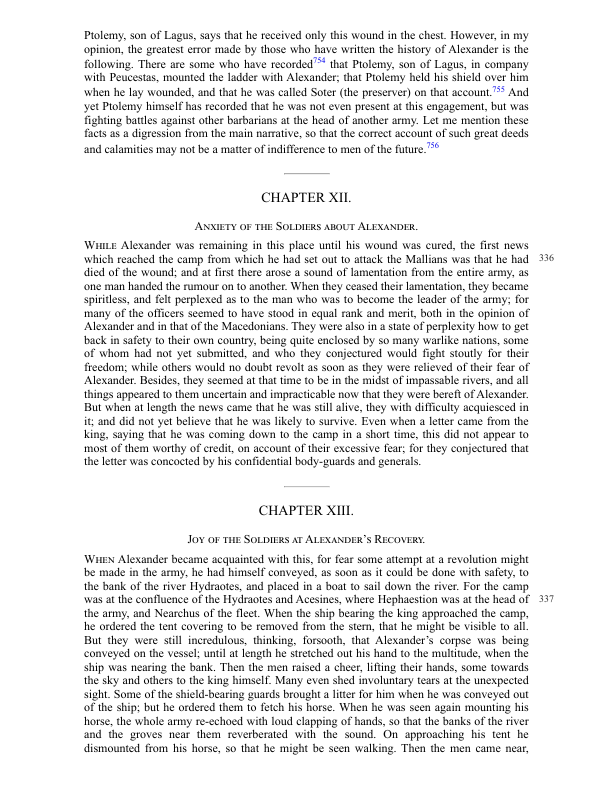 Ptolemy, son of Lagus, says that he received only this wound in the chest. However, in my
opinion, the greatest error made by those who have written the history of Alexander is the
following. There are some who have recorded754 that Ptolemy, son of Lagus, in company
with Peucestas, mounted the ladder with Alexander; that Ptolemy held his shield over him
when he lay wounded, and that he was called Soter (the preserver) on that account.755 And
yet Ptolemy himself has recorded that he was not even present at this engagement, but was
fighting battles against other barbarians at the head of another army. Let me mention these
facts as a digression from the main narrative, so that the correct account of such great deeds
and calamities may not be a matter of indifference to men of the future.756
CHAPTER XII.
Anxiety of the Soldiers about Alexander.
While Alexander was remaining in this place until his wound was cured, the first news
which reached the camp from which he had set out to attack the Mallians was that he had 336
died of the wound; and at first there arose a sound of lamentation from the entire army, as
one man handed the rumour on to another. When they ceased their lamentation, they became
spiritless, and felt perplexed as to the man who was to become the leader of the army; for
many of the officers seemed to have stood in equal rank and merit, both in the opinion of
Alexander and in that of the Macedonians. They were also in a state of perplexity how to get
back in safety to their own country, being quite enclosed by so many warlike nations, some
of whom had not yet submitted, and who they conjectured would fight stoutly for their
freedom; while others would no doubt revolt as soon as they were relieved of their fear of
Alexander. Besides, they seemed at that time to be in the midst of impassable rivers, and all
things appeared to them uncertain and impracticable now that they were bereft of Alexander.
But when at length the news came that he was still alive, they with difficulty acquiesced in
it; and did not yet believe that he was likely to survive. Even when a letter came from the
king, saying that he was coming down to the camp in a short time, this did not appear to
most of them worthy of credit, on account of their excessive fear; for they conjectured that
the letter was concocted by his confidential body-guards and generals.
CHAPTER XIII.
Joy of the Soldiers at Alexander's Recovery.
When Alexander became acquainted with this, for fear some attempt at a revolution might
be made in the army, he had himself conveyed, as soon as it could be done with safety, to
the bank of the river Hydraotes, and placed in a boat to sail down the river. For the camp
was at the confluence of the Hydraotes and Acesines, where Hephaestion was at the head of 337
the army, and Nearchus of the fleet. When the ship bearing the king approached the camp,
he ordered the tent covering to be removed from the stern, that he might be visible to all.
But they were still incredulous, thinking, forsooth, that Alexander's corpse was being
conveyed on the vessel; until at length he stretched out his hand to the multitude, when the
ship was nearing the bank. Then the men raised a cheer, lifting their hands, some towards
the sky and others to the king himself. Many even shed involuntary tears at the unexpected
sight. Some of the shield-bearing guards brought a litter for him when he was conveyed out
of the ship; but he ordered them to fetch his horse. When he was seen again mounting his
horse, the whole army re-echoed with loud clapping of hands, so that the banks of the river
and the groves near them reverberated with the sound. On approaching his tent he
dismounted from his horse, so that he might be seen walking. Then the men came near,